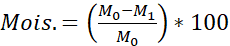 Mois. = (M₀−M₁ / M₀) * 100